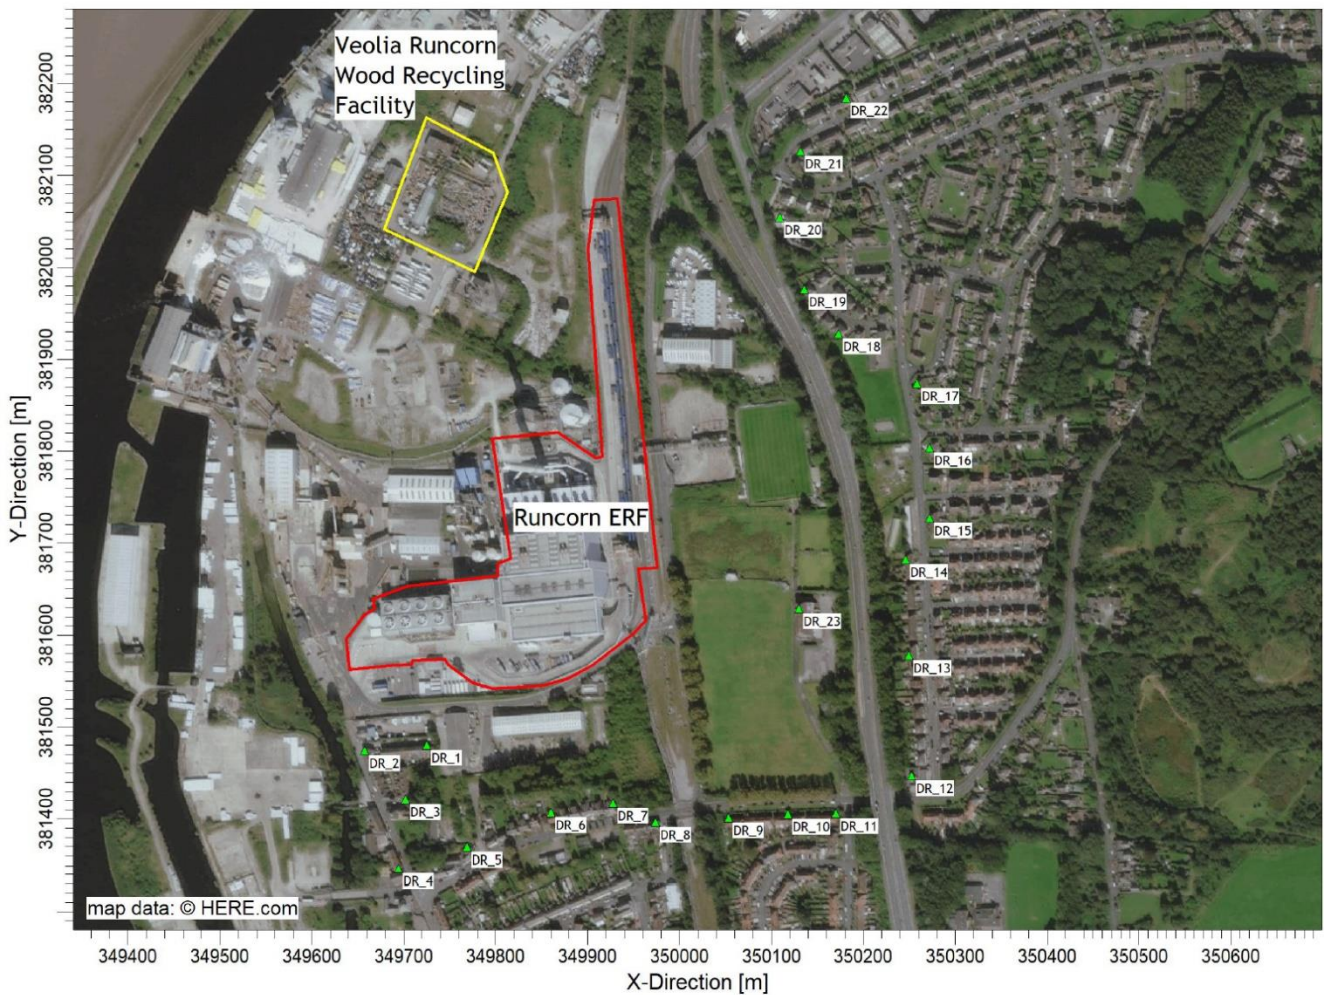 Veolia Runcorn
Wood Recycling
Facility
DR_22
DR_21
DR_20
DR_19
DR_18
DR_17
DR_16
Runcorn ERF
DR_15
DR_14
DR_23
DR_13
DR_1
DR_2
DR_12
DR_3
DR_6
DR_7
DR_8
DR_9
DR_10
DR_11
DR_5
DR_4
map data: © HERE.com
Y-Direction [m]
382200
382100
382000
381900
381800
381700
381600
381500
381400
349400 349500 349600 349700 349800 349900 350000 350100 350200 350300 350400 350500 350600
X-Direction [m]